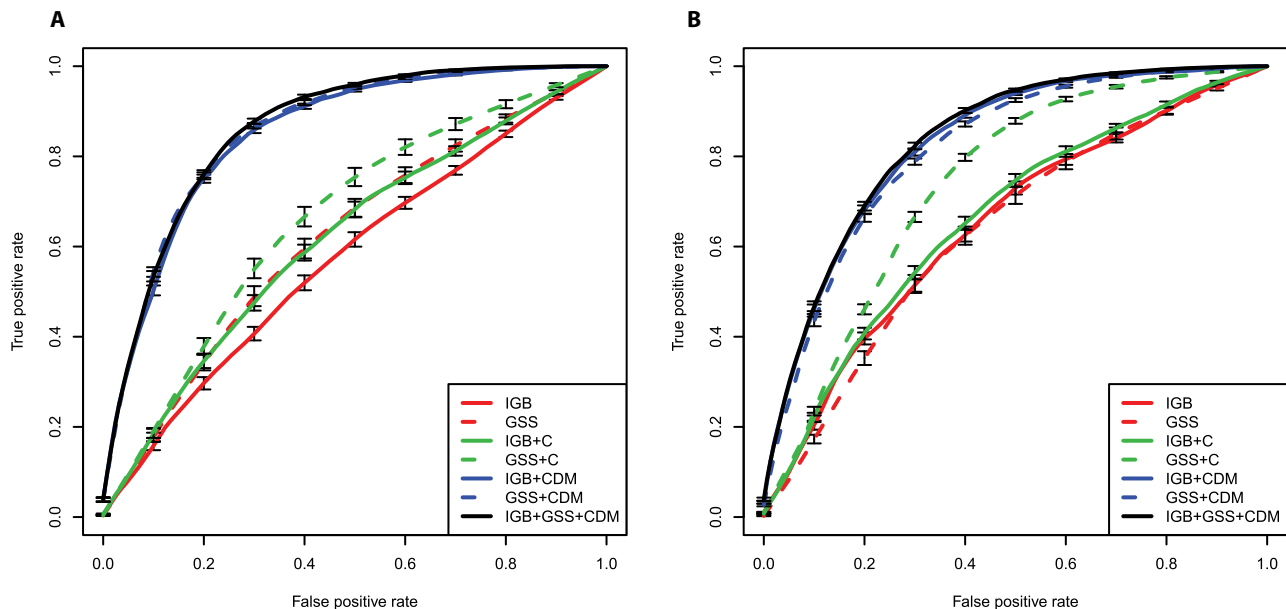 A
True positive rate
1.0
0.8
0.6
0.4
0.2
0.0
IGB
GSS
IGB+C
GSS+C
IGB+CDM
GSS+CDM
IGB+GSS+CDM
0.0 0.2 0.4 0.6 0.8 1.0
False positive rate
B
True positive rate
1.0
0.8
0.6
0.4
0.2
0.0
IGB
GSS
IGB+C
GSS+C
IGB+CDM
GSS+CDM
IGB+GSS+CDM
0.0 0.2 0.4 0.6 0.8 1.0
False positive rate